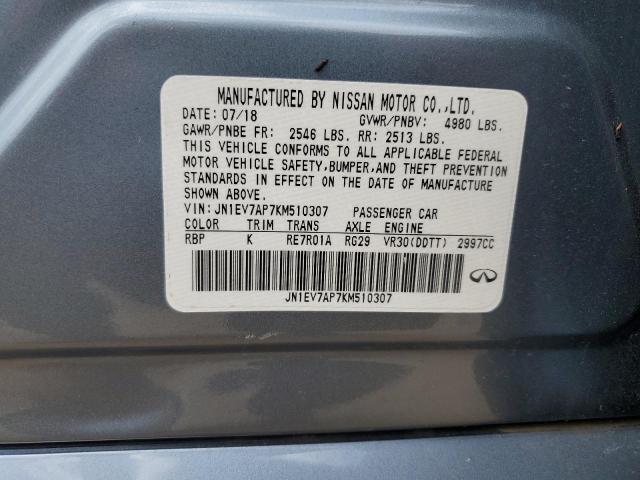 MANUFACTURED BY NISSAN MOTOR CO.,LTD.
DATE: 07/18 GVWR/PNBV: 4980 LBS.
GAWR/PNBE FR: 2546 LBS. RR: 2513 LBS.
THIS VEHICLE CONFORMS TO ALL APPLICABLE FEDERAL
MOTOR VEHICLE SAFETY,BUMPER,AND THEFT PREVENTION
STANDARDS IN EFFECT ON THE DATE OF MANUFACTURE
SHOWN ABOVE.
VIN:JN1EV7AP7KM510307 PASSENGER CAR
COLOR TRIM TRANS AXLE ENGINE
RBP K RE7R01A RG29 VR30(DDTT) 2997CC
JN1EV7AP7KM510307